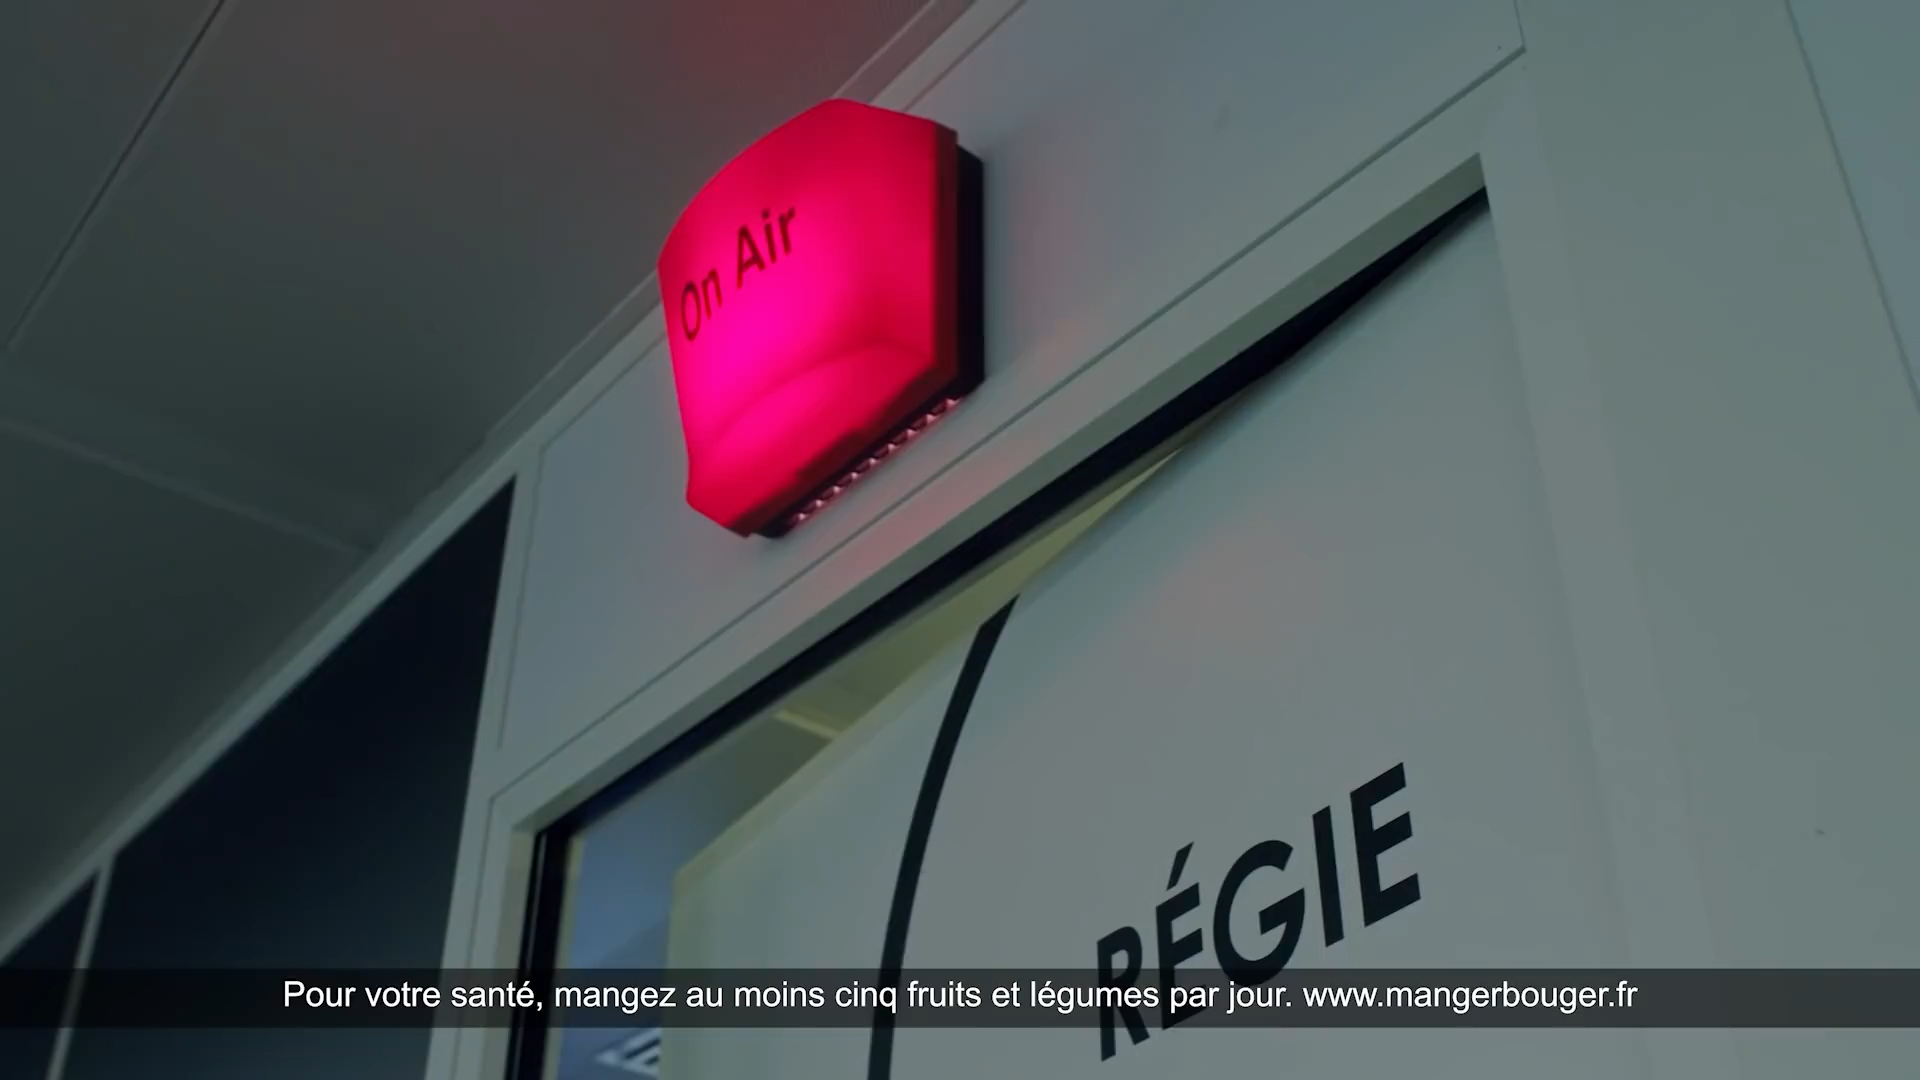 On Air
RÉGIE
Pour votre santé, mangez au moins cinq fruits et légumes par jour. www.mangerbouger.fr